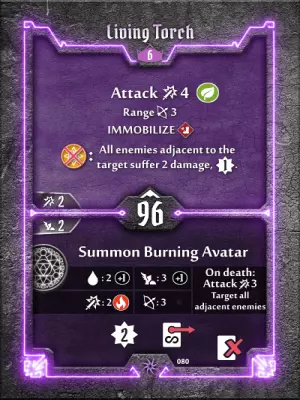 Living Torch
6
Attack 4
Range 3
IMMOBILIZE
: All enemies adjacent to the
target suffer 2 damage, 1.
2
96
2
Summon Burning Avatar
: 2 +1 : 3 +1
: 2 : 3
On death:
Attack 3
Target all
adjacent enemies
2
080